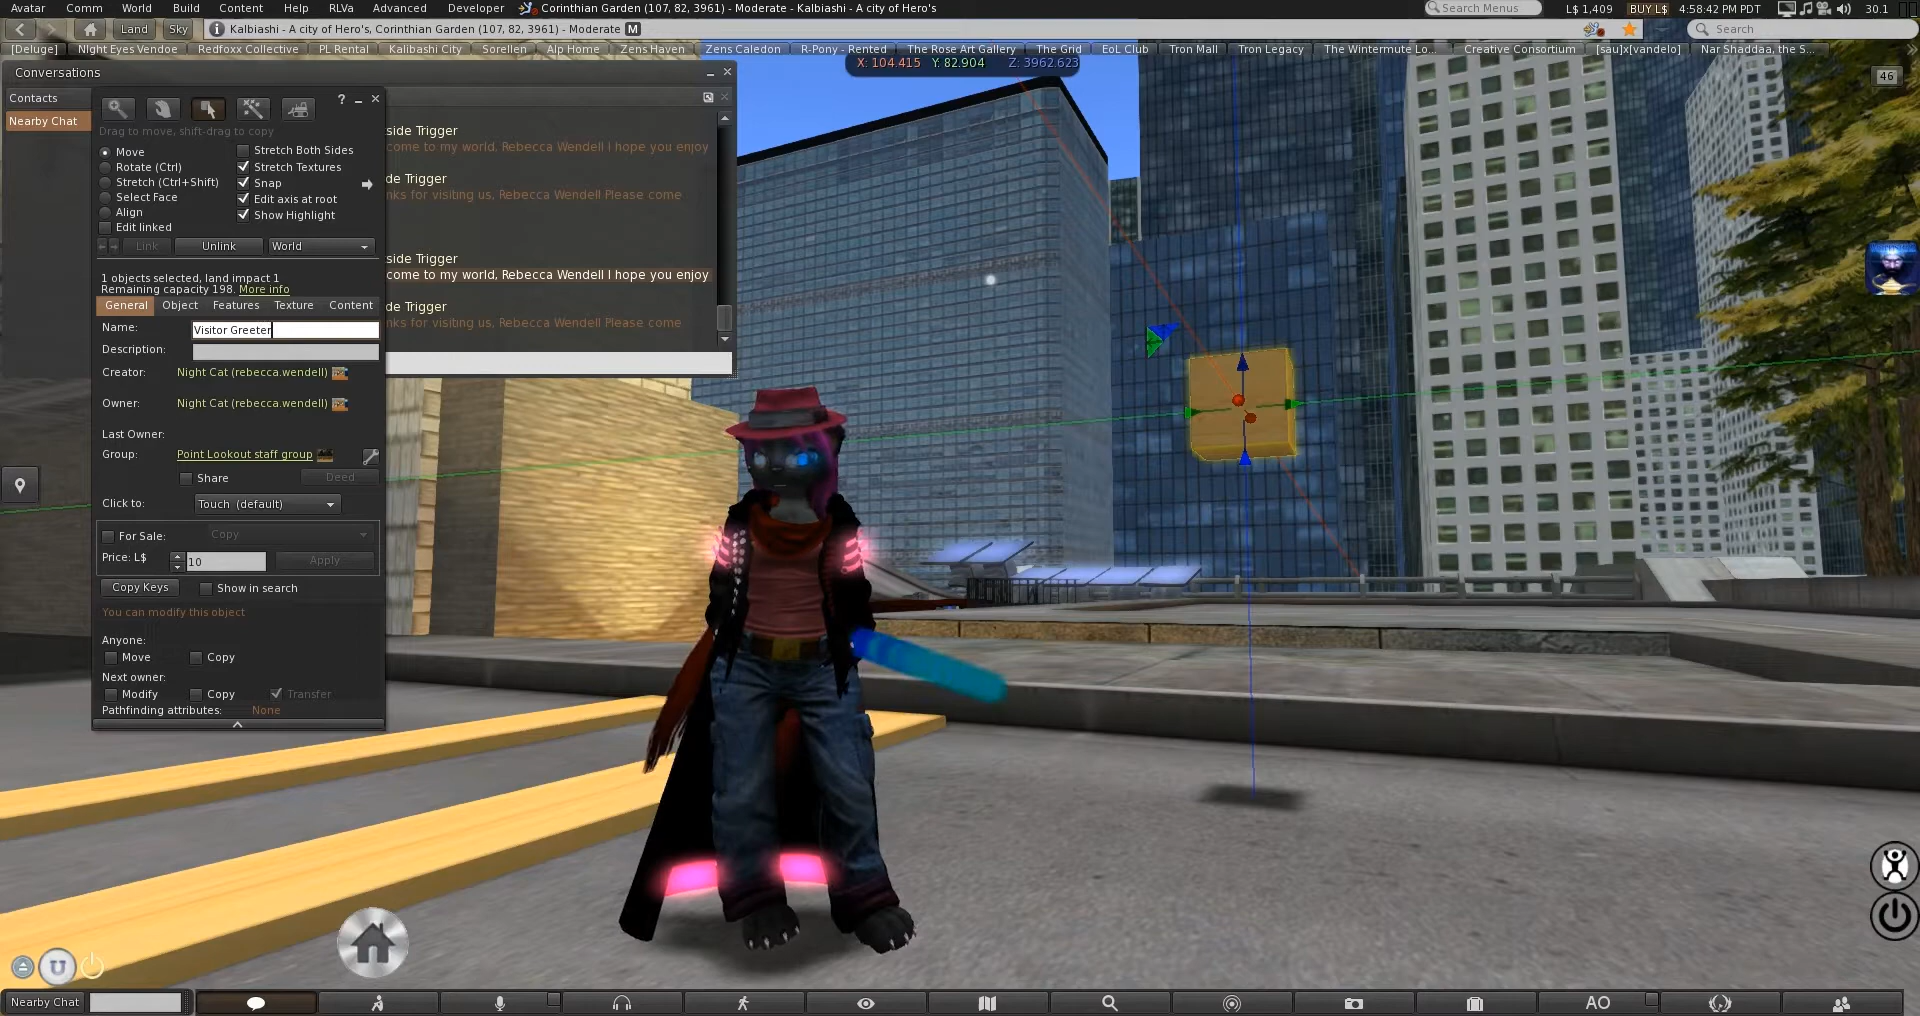 Avatar Comm World Build Content Help RLVa Advanced Developer Corinthian Garden (107, 82, 3961) - Moderate - Kalbiashi - A city of Hero's Search Menus L$ 1,409 BUY L$ 4:58:42 PM PDT 30.1
Land Sky Kalbiashi - A city of Hero's, Corinthian Garden (107, 82, 3961) - Moderate M Search
[Deluge] NIght Eyes Vendoe Redfoxx Collective PL Rental Kalibashi City Sorellen Alp Home Zens Haven Zens Caledon R-Pony - Rented The Rose Art Gallery The Grid EoL Club Tron Mall Tron Legacy The Wintermute Lo... Creative Consortium [sau]x[vandelo] Nar Shaddaa, the S...
X: 104.415 Y: 82.904 Z: 3962.623
46
Conversations
Contacts
Nearby Chat
?
Drag to move, shift-drag to copy
Move
Rotate (Ctrl)
Stretch (Ctrl+Shift)
Select Face
Align
Edit linked
Stretch Both Sides
Stretch Textures
Snap
Edit axis at root
Show Highlight
Link Unlink World
1 objects selected, land impact 1
Remaining capacity 198. More info
General Object Features Texture Content
Name: Visitor Greeter
Description:
Creator: Night Cat (rebecca.wendell)
Owner: Night Cat (rebecca.wendell)
Last Owner:
Group: Point Lookout staff group
Share Deed
Click to: Touch (default)
For Sale: Copy
Price: L$ 10 Apply
Copy Keys Show in search
You can modify this object
Anyone:
Move Copy
Next owner:
Modify Copy Transfer
Pathfinding attributes: None
side Trigger
come to my world, Rebecca Wendell I hope you enjoy
de Trigger
nks for visiting us, Rebecca Wendell Please come
side Trigger
come to my world, Rebecca Wendell I hope you enjoy
de Trigger
nks for visiting us, Rebecca Wendell Please come
Nearby Chat
AO